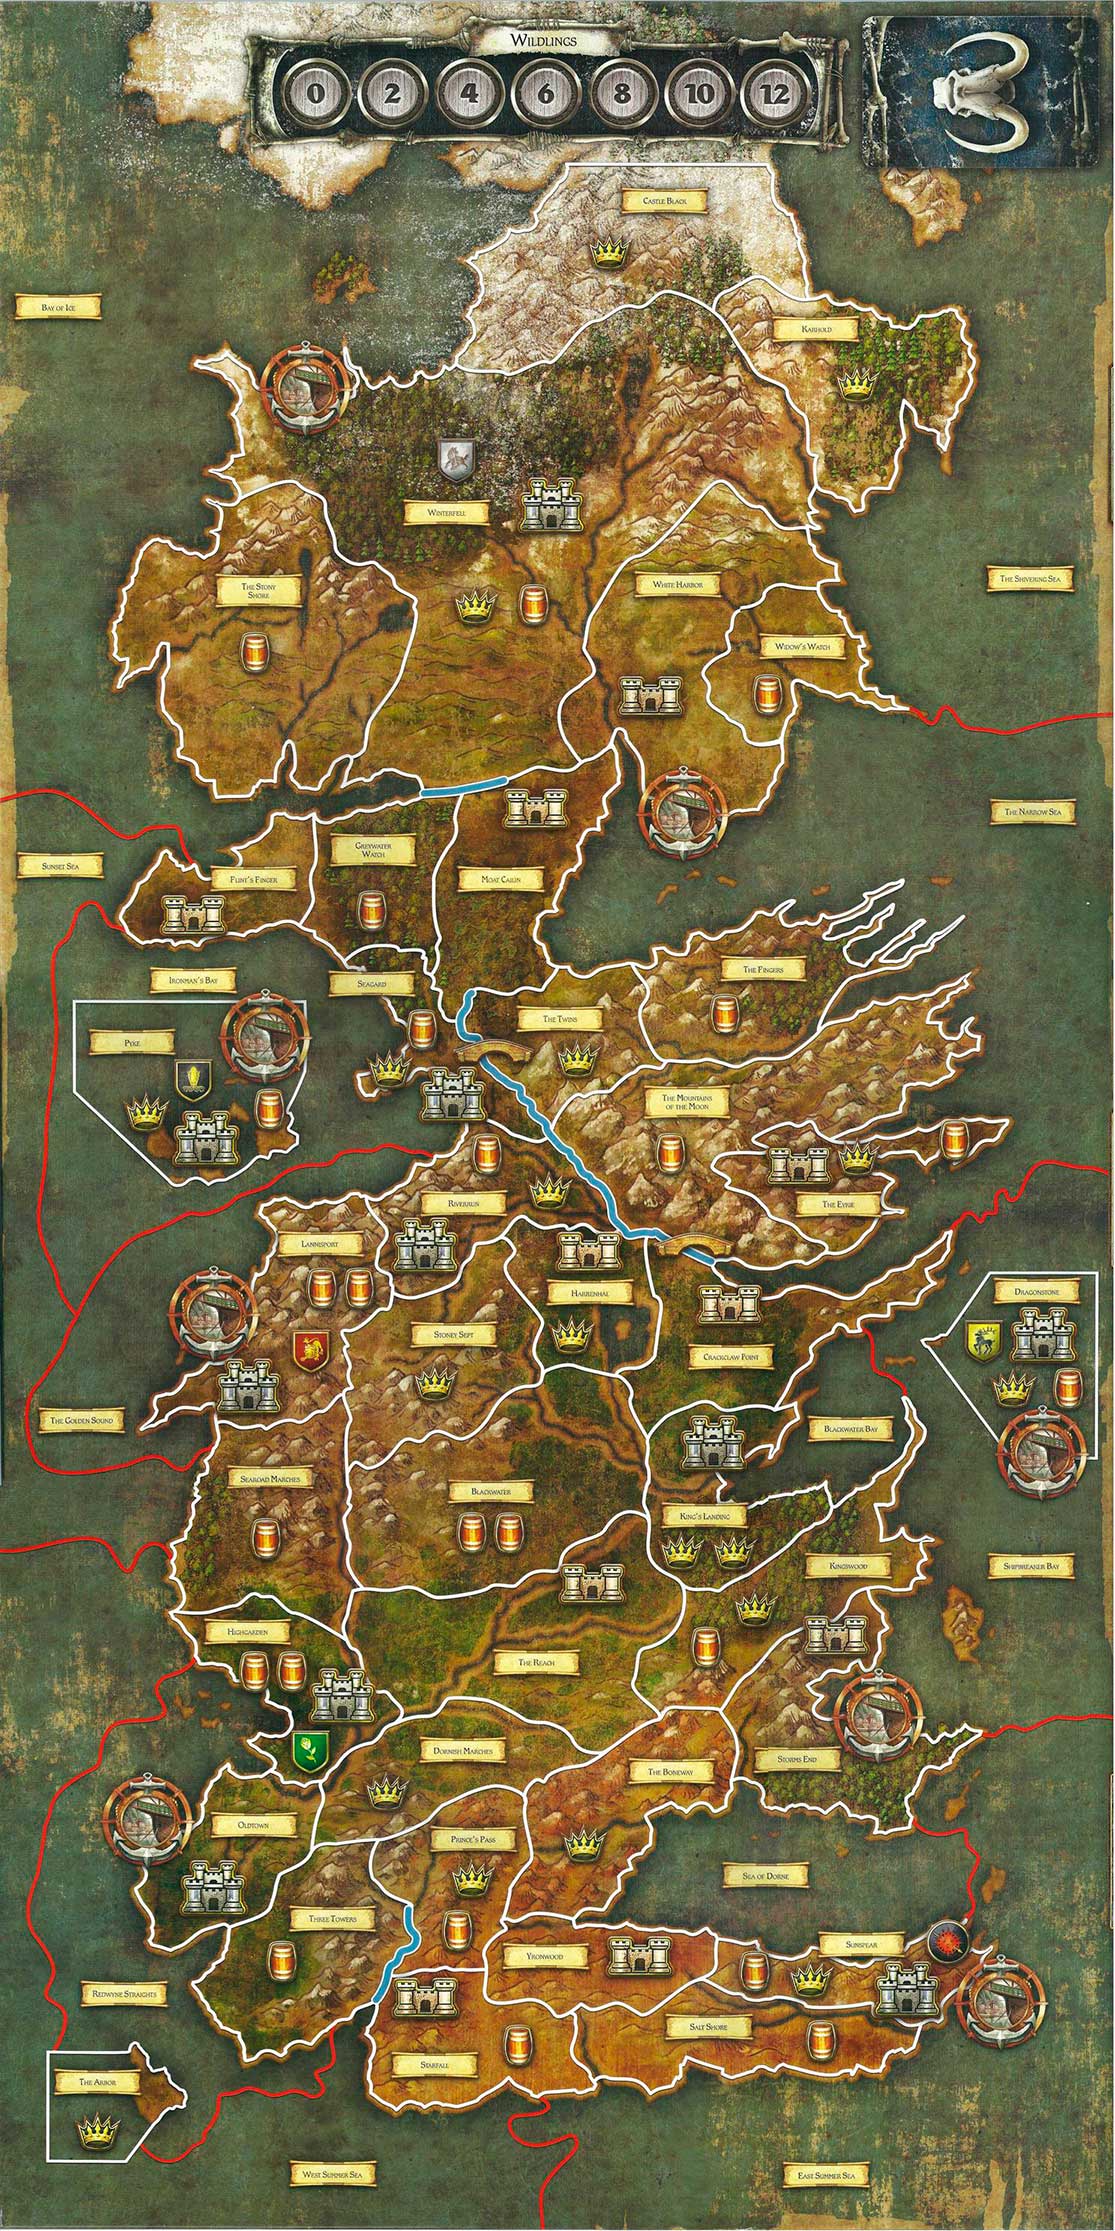 WILDLINGS
0 2 4 6 8 10 12
CASTLE BLACK
BAY OF ICE
KARHOLD
WINTERFELL
THE STONY
SHORE
WHITE HARBOR
THE SHIVERING SEA
WIDOW'S WATCH
THE NARROW SEA
GREYWATER
WATCH
SUNSET SEA
FLINT'S FINGER
MOAT CAILIN
IRONMAN'S BAY
SEAGARD
THE FINGERS
THE TWINS
PYKE
THE MOUNTAINS
OF THE MOON
RIVERRUN
THE EYRIE
LANNISPORT
HARRENHAL
DRAGONSTONE
STONEY SEPT
CRACKCLAW POINT
THE GOLDEN SOUND
BLACKWATER BAY
SEAROAD MARCHES
BLACKWATER
KING'S LANDING
KINGSWOOD
SHIPBREAKER BAY
HIGHGARDEN
THE REACH
DORNISH MARCHES
STORMS END
THE BONEWAY
OLDTOWN
PRINCE'S PASS
SEA OF DORNE
THREE TOWERS
SUNSPEAR
YRONWOOD
REDWYNE STRAIGHTS
SALT SHORE
STARFALL
THE ARBOR
WEST SUMMER SEA
EAST SUMMER SEA